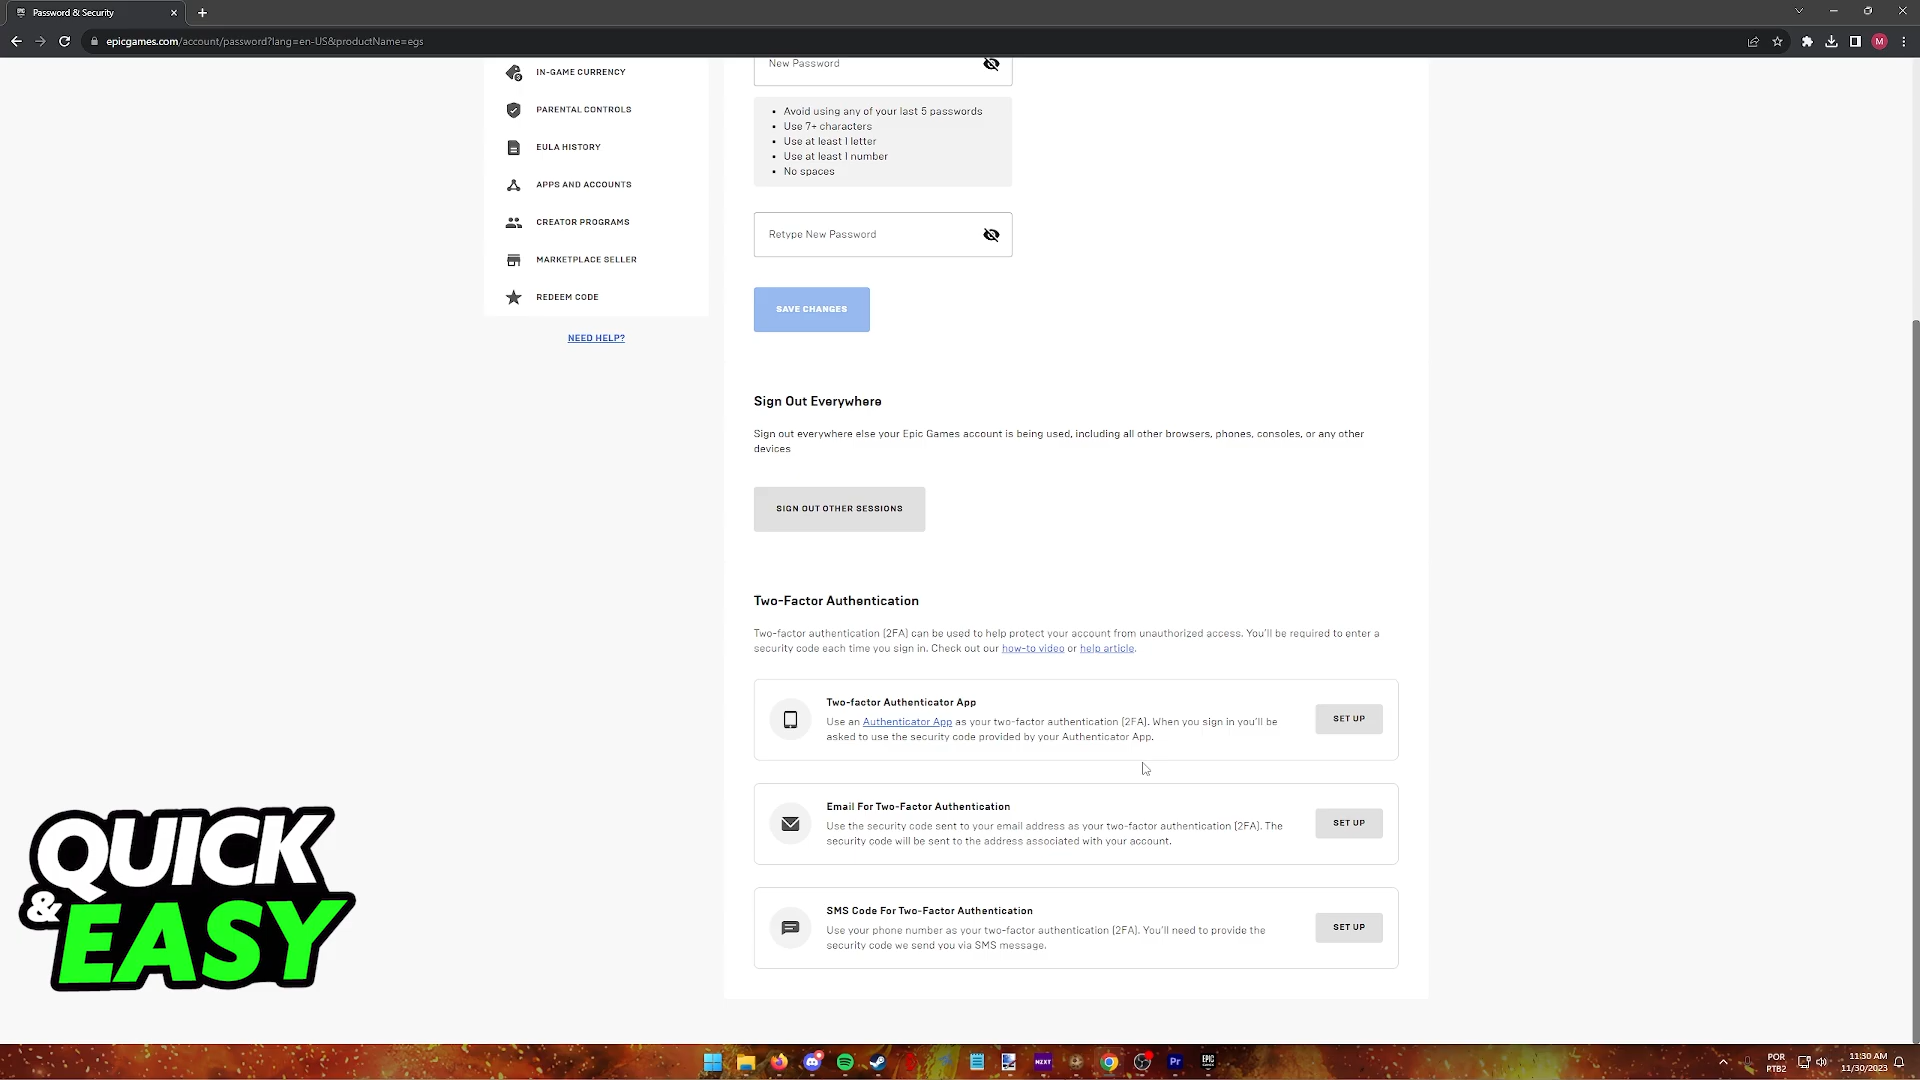 Password & Security
epicgames.com/account/password?lang=en-US&productName=egs
M
IN-GAME CURRENCY
PARENTAL CONTROLS
EULA HISTORY
APPS AND ACCOUNTS
CREATOR PROGRAMS
MARKETPLACE SELLER
REDEEM CODE
NEED HELP?
New Password
• Avoid using any of your last 5 passwords
• Use 7+ characters
• Use at least 1 letter
• Use at least 1 number
• No spaces
Retype New Password
SAVE CHANGES
Sign Out Everywhere
Sign out everywhere else your Epic Games account is being used, including all other browsers, phones, consoles, or any other
devices
SIGN OUT OTHER SESSIONS
Two-Factor Authentication
Two-factor authentication (2FA) can be used to help protect your account from unauthorized access. You'll be required to enter a
security code each time you sign in. Check out our how-to video or help article.
Two-factor Authenticator App
Use an Authenticator App as your two-factor authentication (2FA). When you sign in you'll be
asked to use the security code provided by your Authenticator App.
SET UP
Email For Two-Factor Authentication
Use the security code sent to your email address as your two-factor authentication (2FA). The
security code will be sent to the address associated with your account.
SET UP
SMS Code For Two-Factor Authentication
Use your phone number as your two-factor authentication (2FA). You'll need to provide the
security code we send you via SMS message.
SET UP
QUICK
& EASY
NZXT
Pr
EPIC
POR
PTB2
11:30 AM
11/30/2023